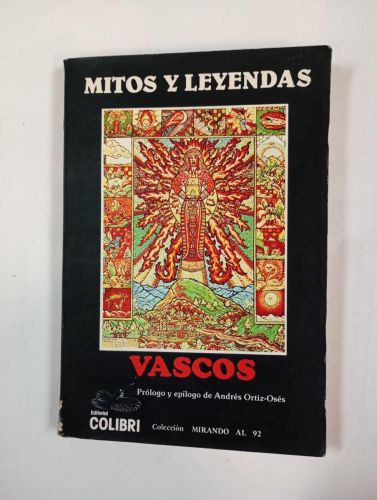 MITOS Y LEYENDAS
VASCOS
Prólogo y epílogo de Andrés Ortiz-Osés
Editorial
COLIBRI
Colección MIRANDO AL 92